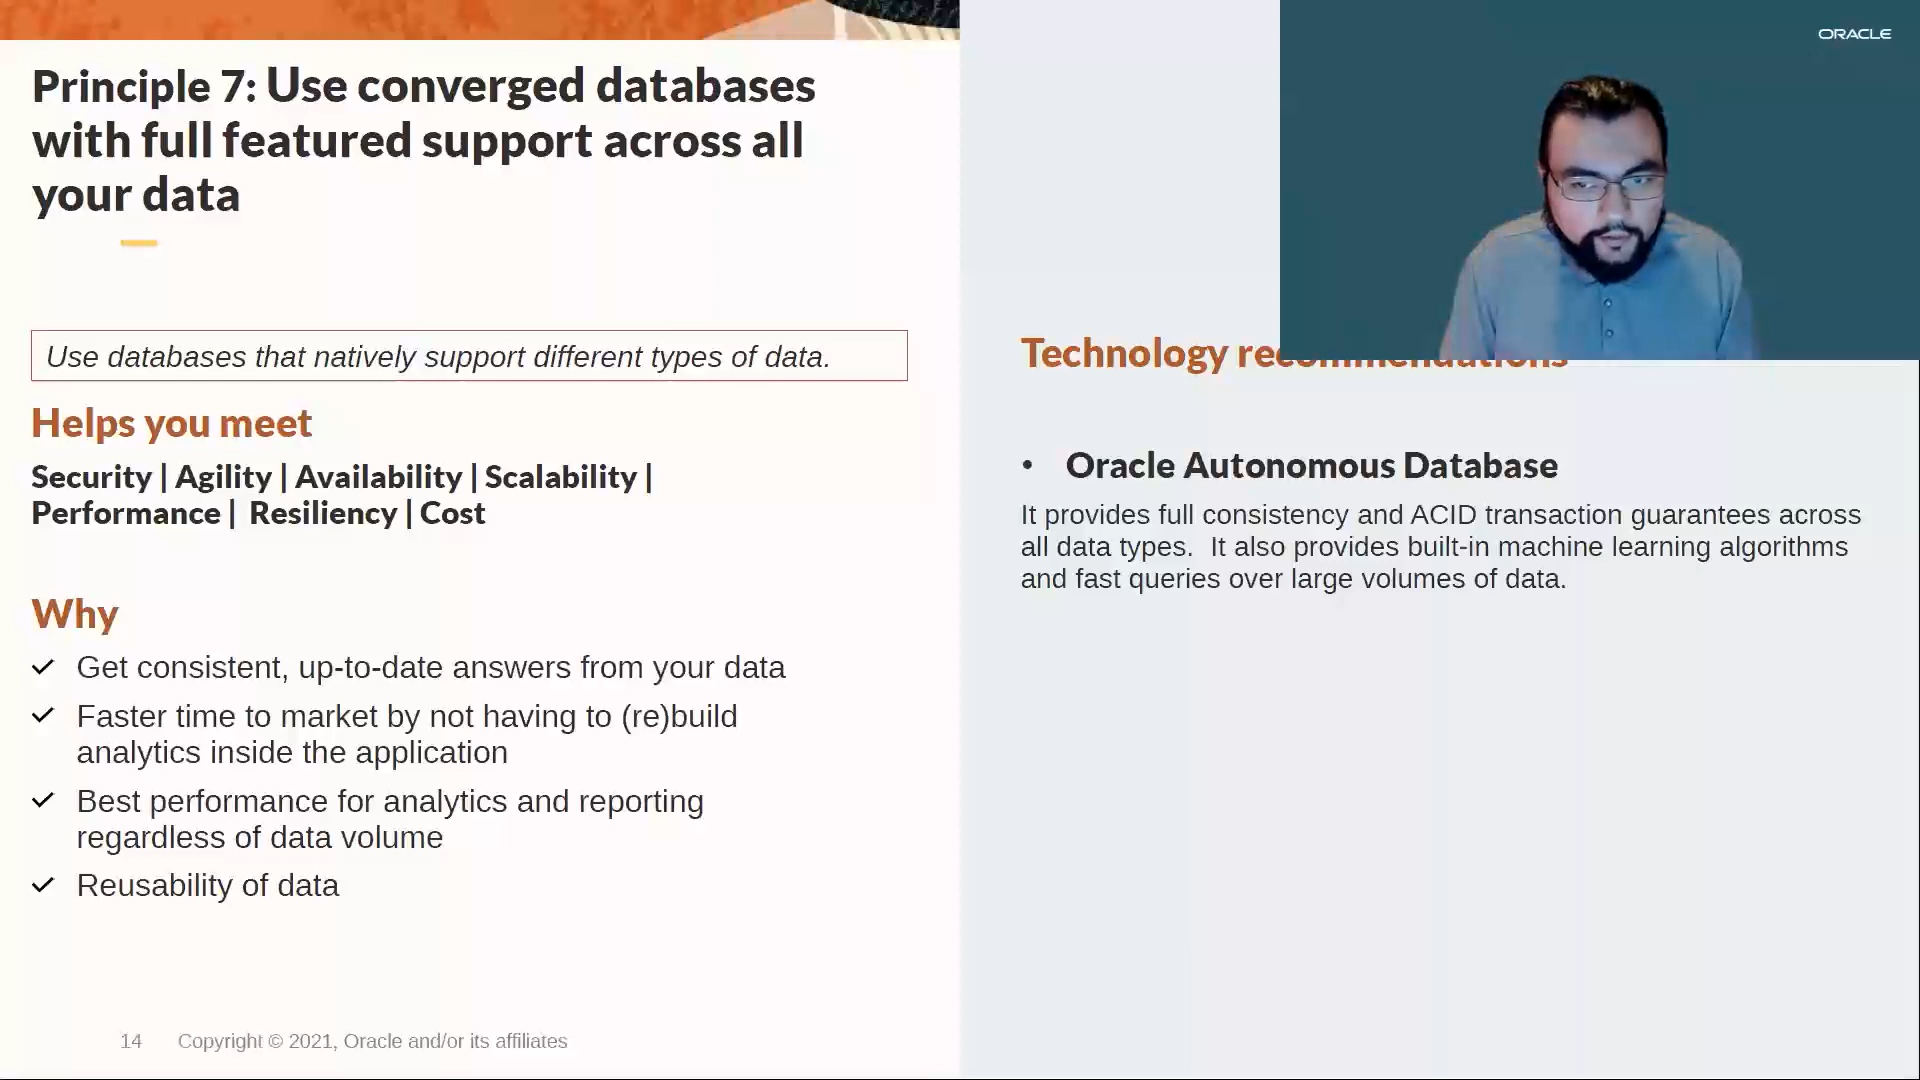 ORACLE
Principle 7: Use converged databases
with full featured support across all
your data
Use databases that natively support different types of data.
Helps you meet
Security | Agility | Availability | Scalability |
Performance | Resiliency | Cost
Why
Get consistent, up-to-date answers from your data
Faster time to market by not having to (re)build
analytics inside the application
Best performance for analytics and reporting
regardless of data volume
Reusability of data
Technology recommendations
• Oracle Autonomous Database
It provides full consistency and ACID transaction guarantees across
all data types. It also provides built-in machine learning algorithms
and fast queries over large volumes of data.
14 Copyright © 2021, Oracle and/or its affiliates